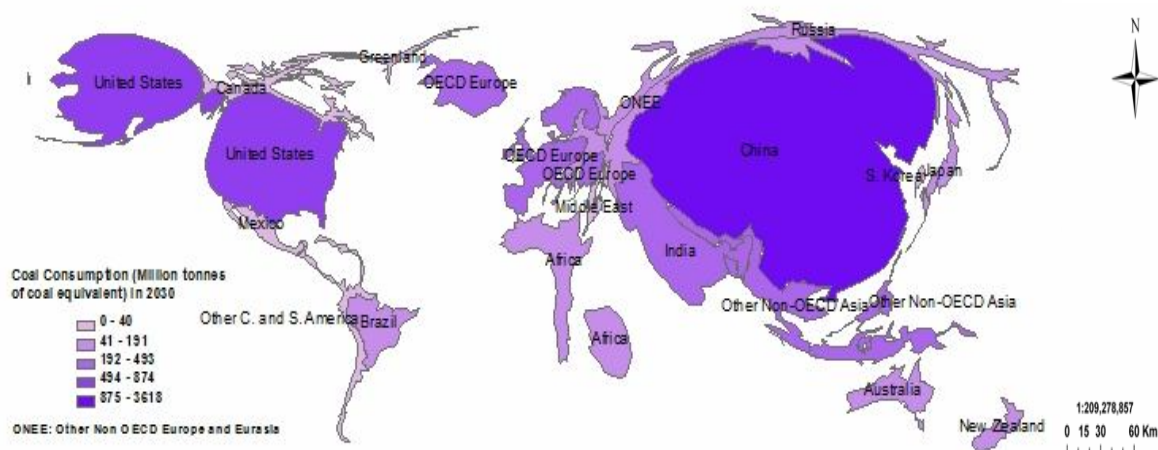 N
Russia
Greenland
United States
Canada
OECD Europe
ONEE
United States
OECD Europe
China
OECD Europe
S. Korea
Japan
Middle East
Mexico
India
Africa
Coal Consumption (Million tonnes
of coal equivalent) in 2030
0 - 40
41 - 191
192 - 493
494 - 874
875 - 3618
ONEE: Other Non OECD Europe and Eurasia
Other C. and S. America
Brazil
Africa
Other Non-OECD Asia
Other Non-OECD Asia
Australia
New Zealand
1:209,278,857
0 15 30 60 Km